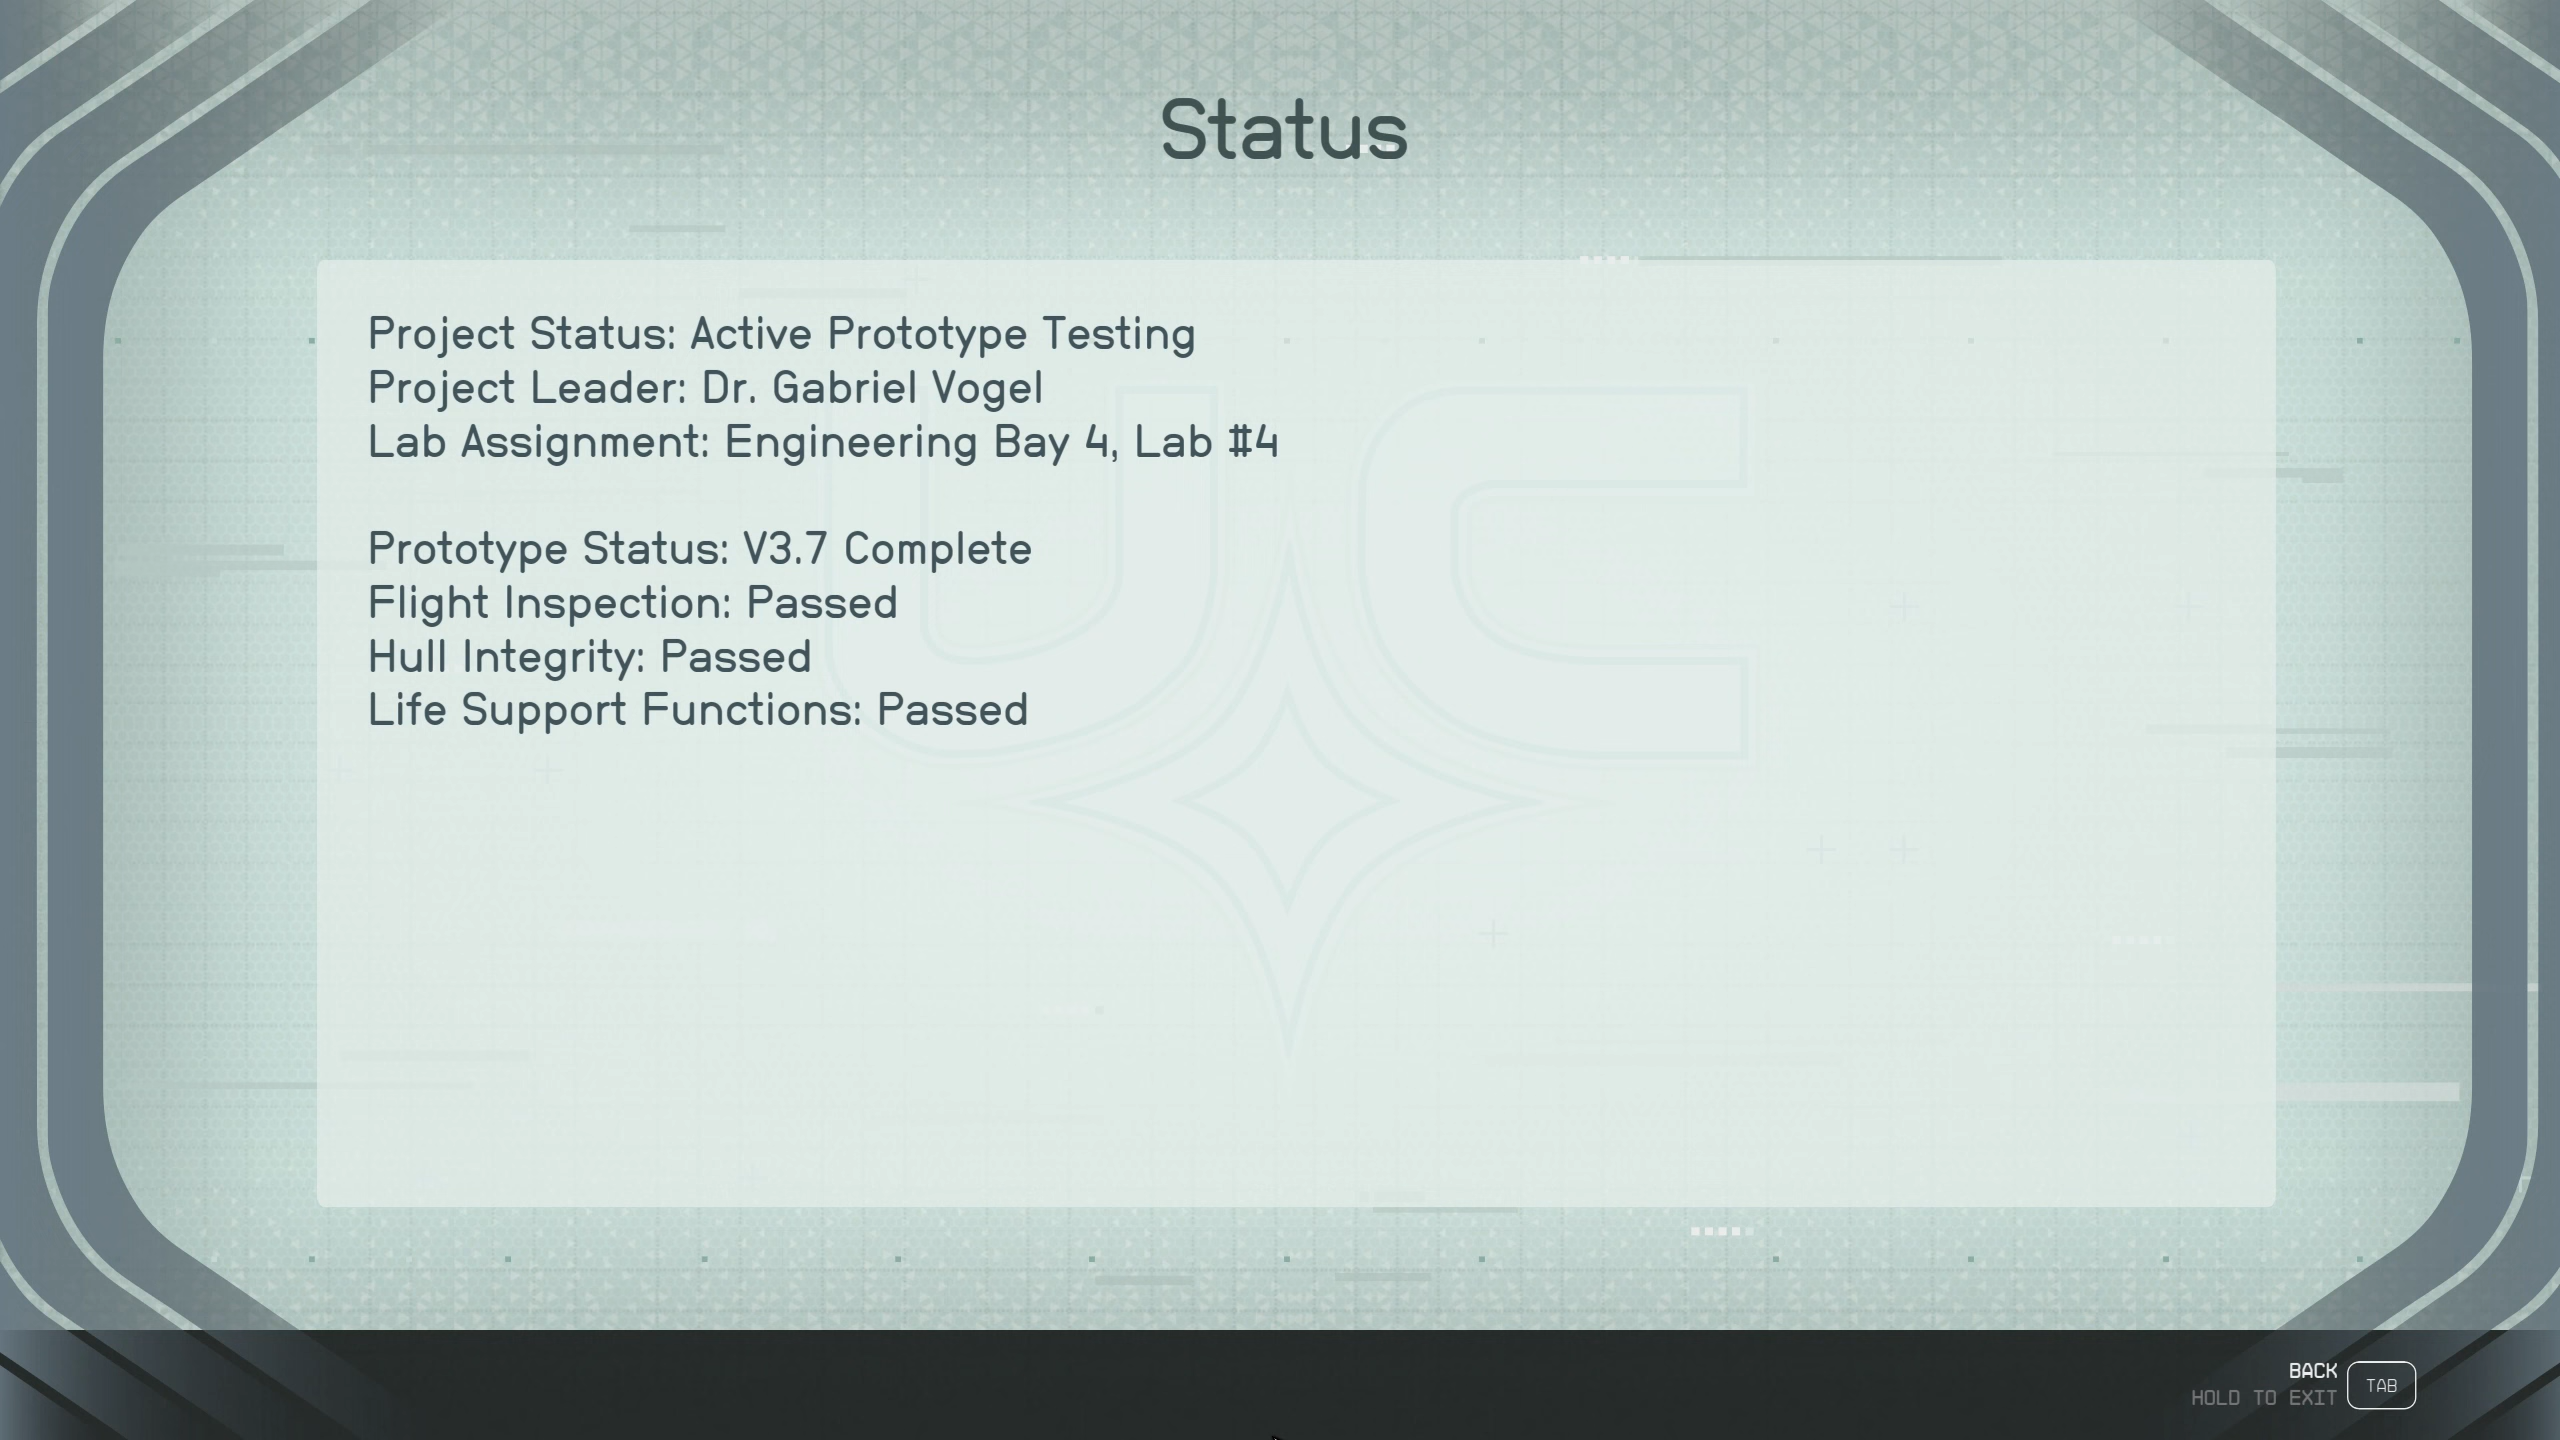 Status
Project Status: Active Prototype Testing
Project Leader: Dr. Gabriel Vogel
Lab Assignment: Engineering Bay 4, Lab #4
Prototype Status: V3.7 Complete
Flight Inspection: Passed
Hull Integrity: Passed
Life Support Functions: Passed
UC
BACK
HOLD TO EXIT
TAB